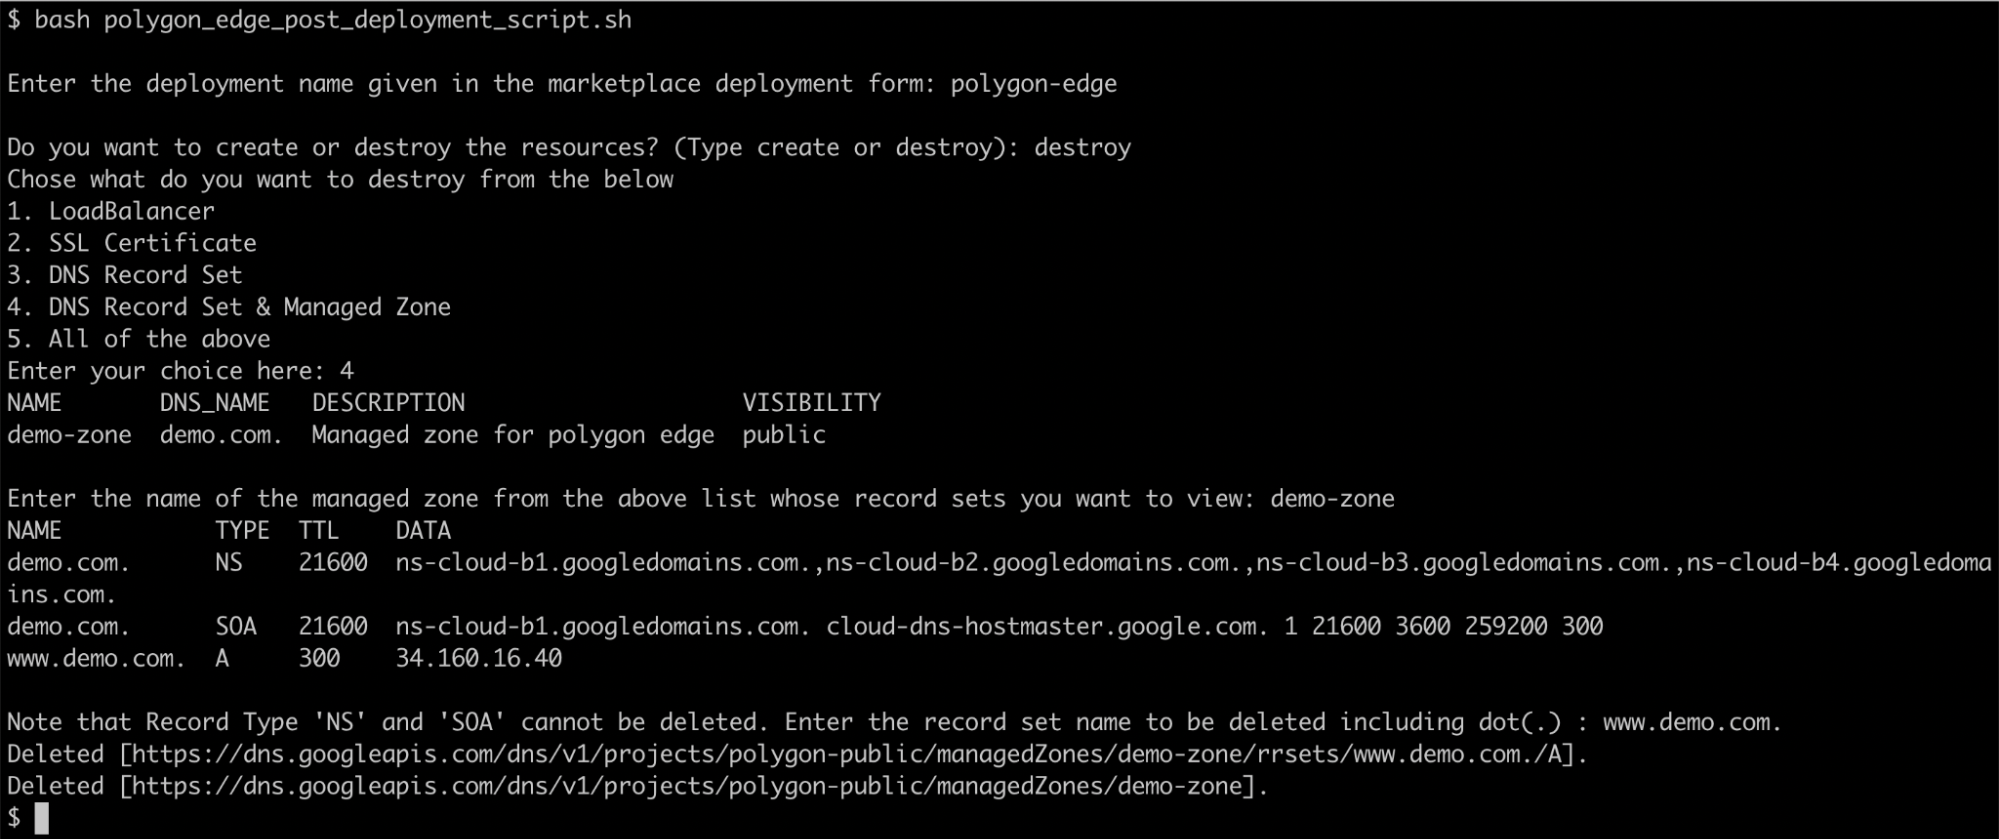 $ bash polygon_edge_post_deployment_script.sh
Enter the deployment name given in the marketplace deployment form: polygon-edge
Do you want to create or destroy the resources? (Type create or destroy): destroy
Chose what do you want to destroy from the below
1. LoadBalancer
2. SSL Certificate
3. DNS Record Set
4. DNS Record Set & Managed Zone
5. All of the above
Enter your choice here: 4
NAME       DNS_NAME   DESCRIPTION                    VISIBILITY
demo-zone  demo.com.  Managed zone for polygon edge  public
Enter the name of the managed zone from the above list whose record sets you want to view: demo-zone
NAME           TYPE  TTL    DATA
demo.com.      NS    21600  ns-cloud-b1.googledomains.com.,ns-cloud-b2.googledomains.com.,ns-cloud-b3.googledomains.com.,ns-cloud-b4.googledoma
ins.com.
demo.com.      SOA   21600  ns-cloud-b1.googledomains.com. cloud-dns-hostmaster.google.com. 1 21600 3600 259200 300
www.demo.com.  A     300    34.160.16.40
Note that Record Type 'NS' and 'SOA' cannot be deleted. Enter the record set name to be deleted including dot(.) : www.demo.com.
Deleted [https://dns.googleapis.com/dns/v1/projects/polygon-public/managedZones/demo-zone/rrsets/www.demo.com./A].
Deleted [https://dns.googleapis.com/dns/v1/projects/polygon-public/managedZones/demo-zone].
$